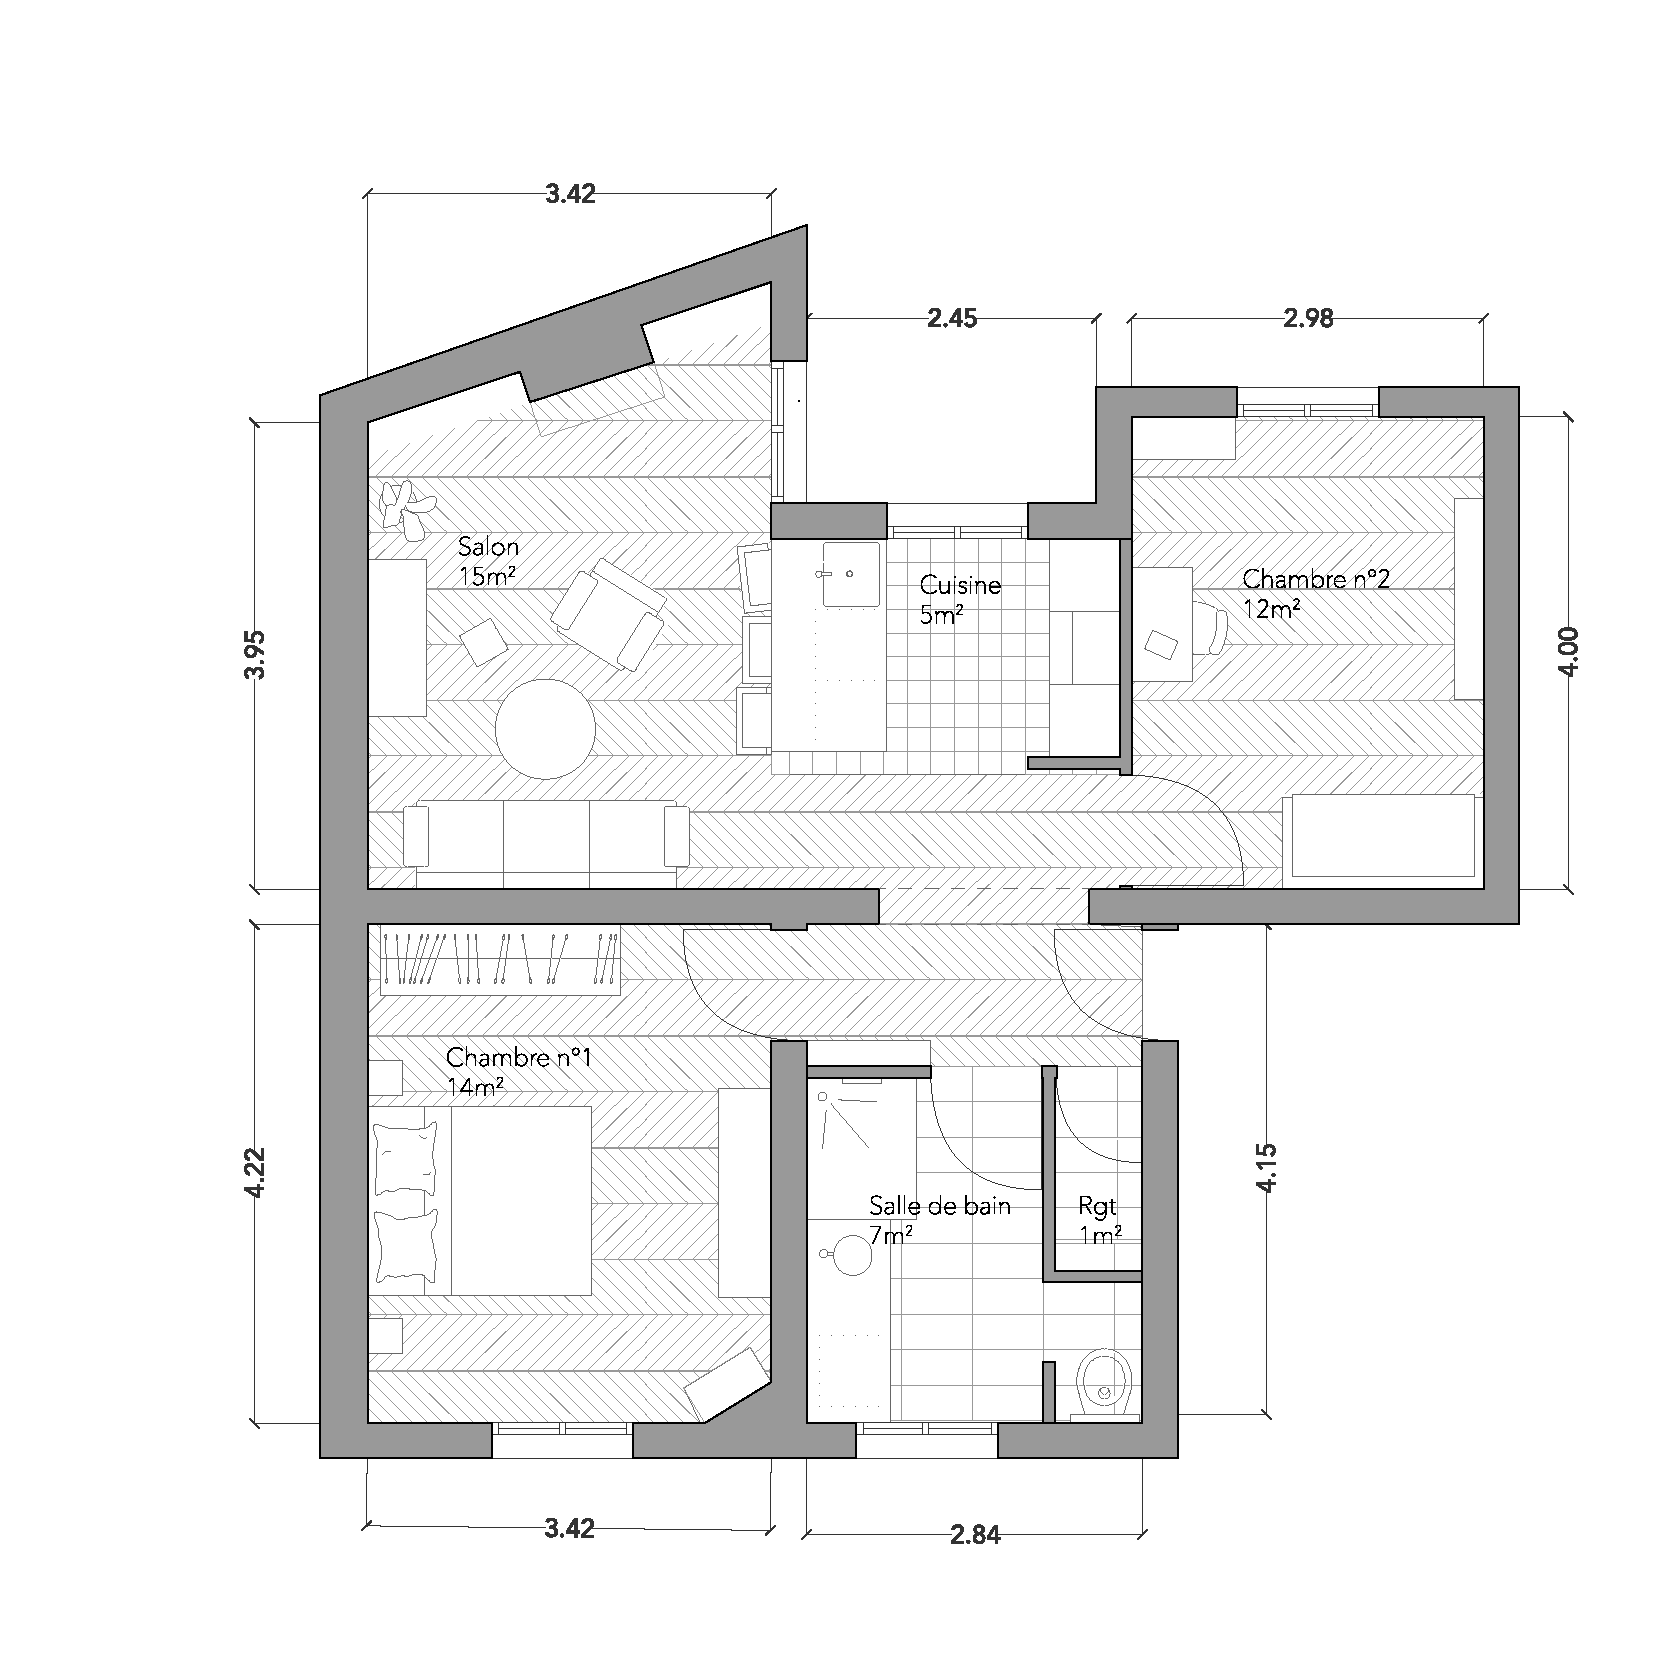 3.42
2.45
2.98
Salon
15m²
Cuisine
5m²
Chambre n°2
12m²
3.95
4.00
Chambre n°1
14m²
4.22
4.15
Salle de bain
7m²
Rgt
1m²
3.42
2.84